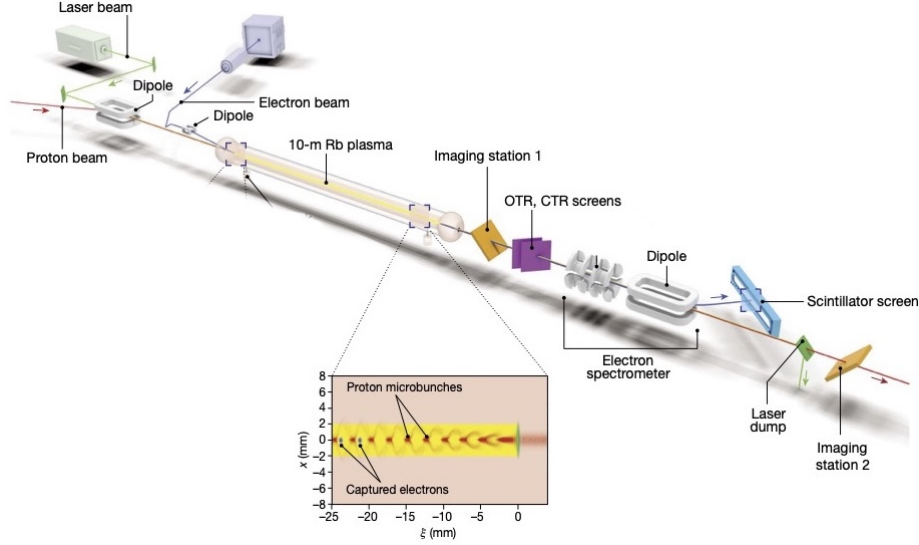 Laser beam
Dipole
Electron beam
Dipole
Proton beam
10-m Rb plasma
Imaging station 1
OTR, CTR screens
Dipole
Scintillator screen
Electron
spectrometer
Laser
dump
Imaging
station 2
Proton microbunches
Captured electrons
x (mm)
8
6
4
2
0
−2
−4
−6
−8
−25
−20
−15
−10
−5
0
ξ (mm)